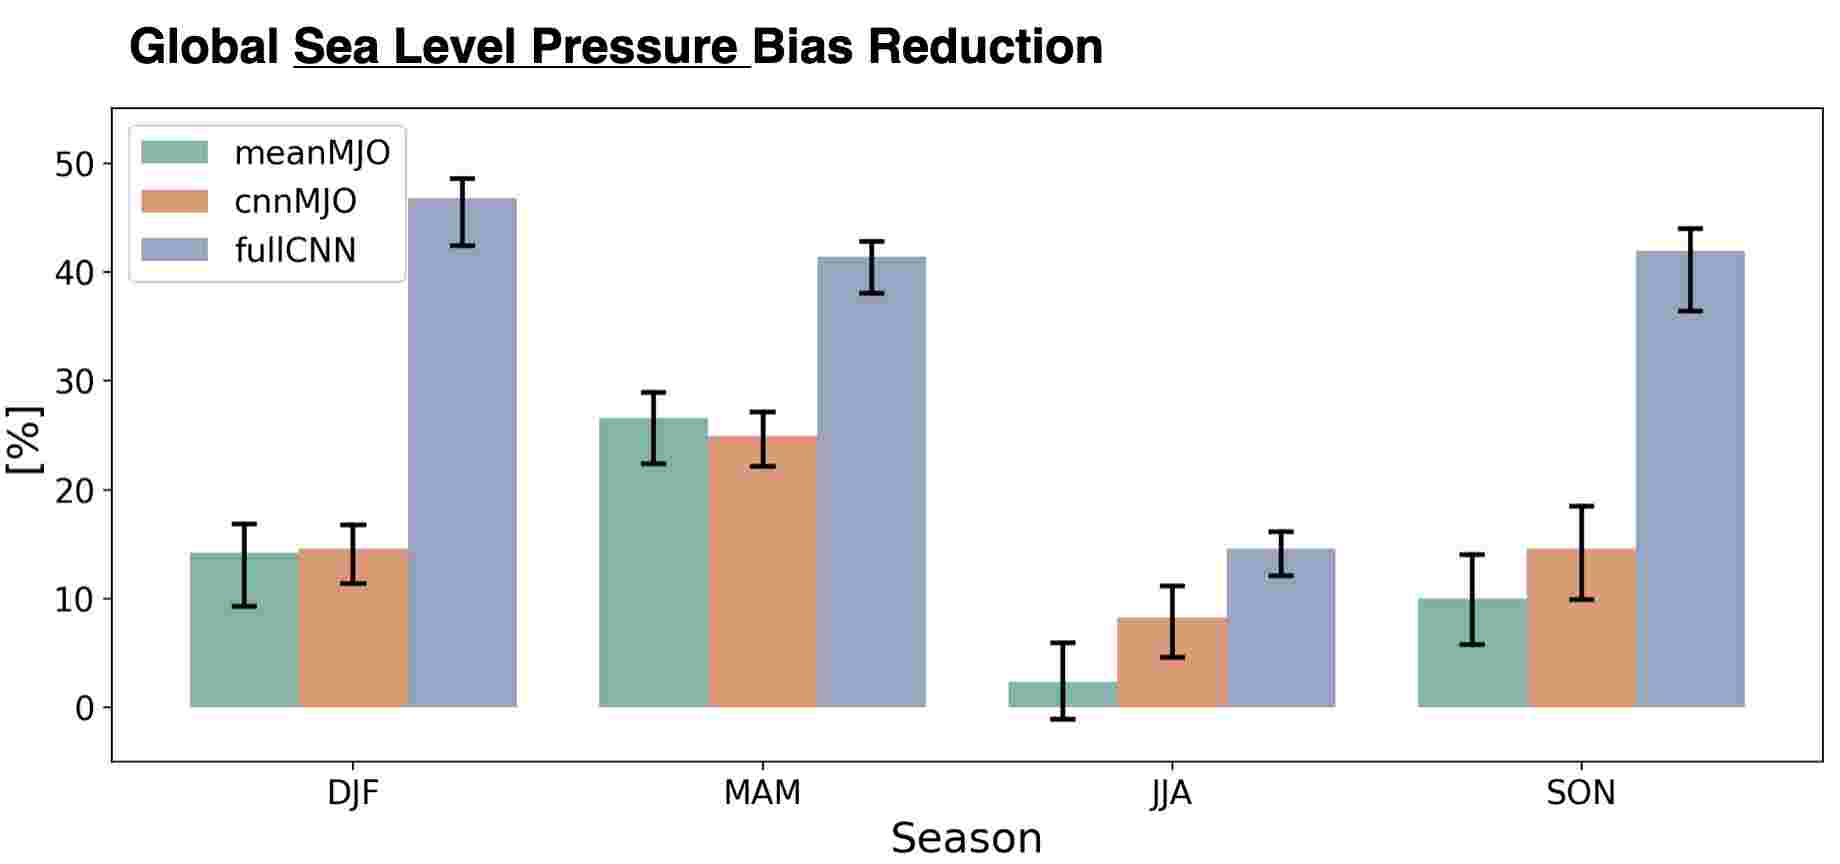 Global Sea Level Pressure Bias Reduction
meanMJO
cnnMJO
fullCNN
50
40
30
20
10
0
[%]
DJF MAM JJA SON
Season